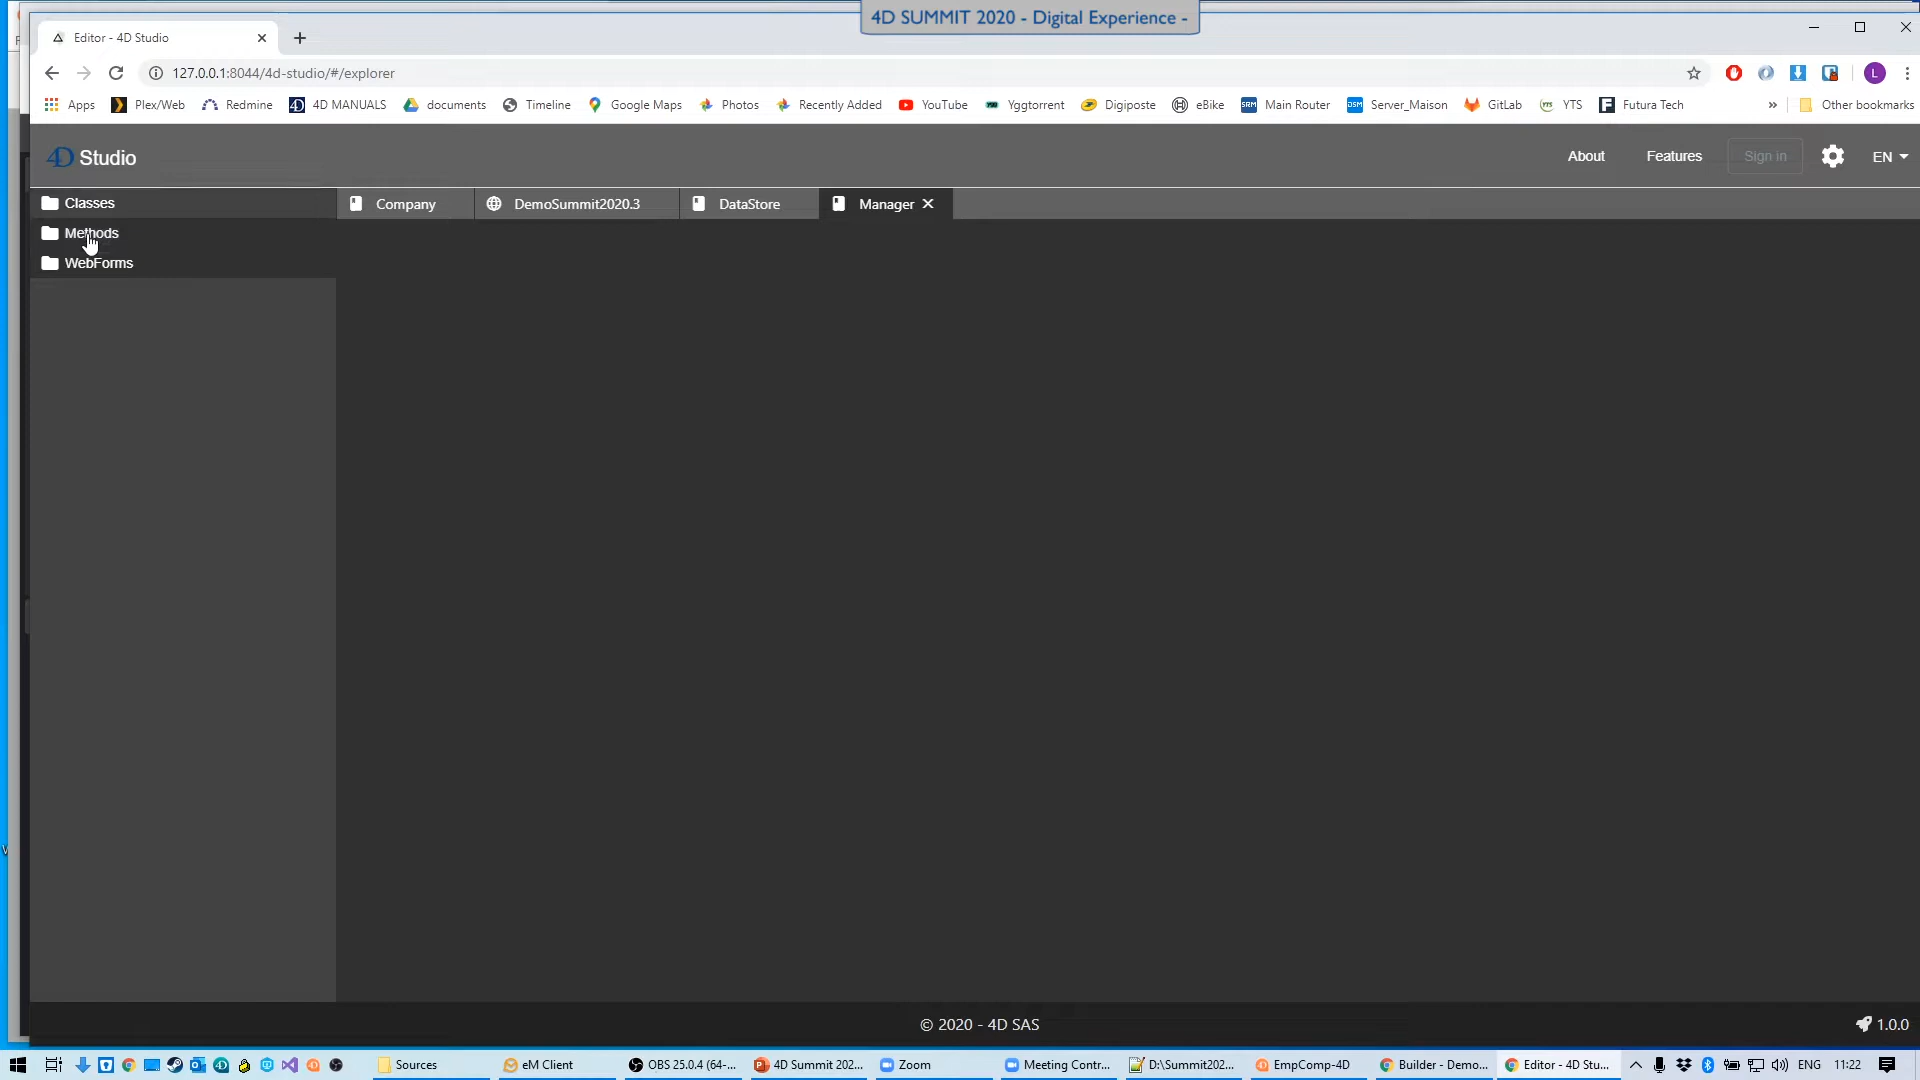 4D SUMMIT 2020 - Digital Experience -
Editor - 4D Studio
127.0.0.1:8044/4d-studio/#/explorer
L
Apps Plex/Web Redmine 4D MANUALS documents Timeline Google Maps Photos Recently Added YouTube Yggtorrent Digiposte eBike Main Router Server_Maison GitLab YTS Futura Tech » Other bookmarks
4D Studio About Features Sign in EN
Classes
Methods
WebForms
Company DemoSummit2020.3 DataStore Manager
© 2020 - 4D SAS 1.0.0
Sources eM Client OBS 25.0.4 (64-... 4D Summit 202... Zoom Meeting Contr... D:\Summit202... EmpComp-4D Builder - Demo... Editor - 4D Stu... ENG 11:22